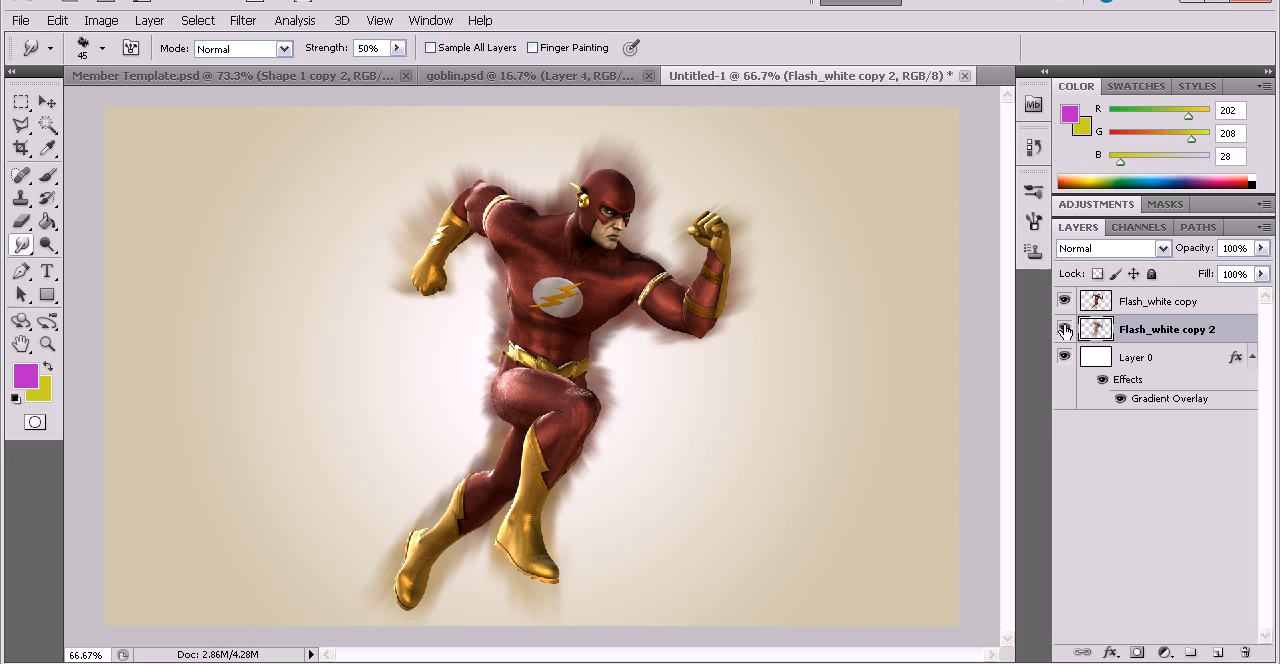 File Edit Image Layer Select Filter Analysis 3D View Window Help
45 Mode: Normal Strength: 50% Sample All Layers Finger Painting
Member Template.psd @ 73.3% (Shape 1 copy 2, RGB/... goblin.psd @ 16.7% (Layer 4, RGB/... Untitled-1 @ 66.7% (Flash_white copy 2, RGB/8) *
COLOR SWATCHES STYLES
R 202
G 208
B 28
ADJUSTMENTS MASKS
LAYERS CHANNELS PATHS
Normal Opacity: 100%
Lock: Fill: 100%
Flash_white copy
Flash_white copy 2
Layer 0 fx
Effects
Gradient Overlay
Mb
T
66.67% Doc: 2.86M/4.28M
fx.